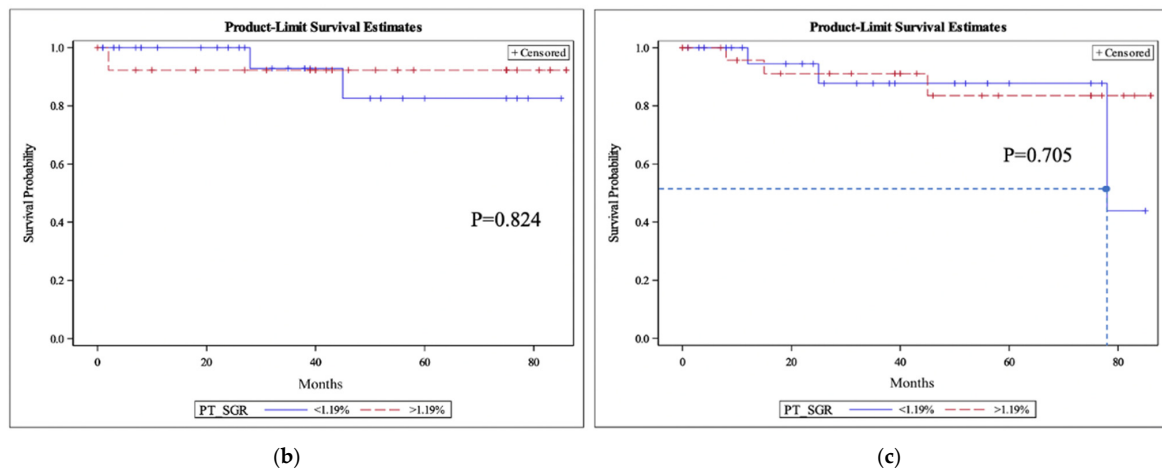 Product-Limit Survival Estimates
+ Censored
1.0
0.8
0.6
0.4
0.2
0.0
Survival Probability
P=0.824
0 20 40 60 80
Months
PT_SGR <1.19% >1.19%
(b)
Product-Limit Survival Estimates
+ Censored
1.0
0.8
0.6
0.4
0.2
0.0
Survival Probability
P=0.705
0 20 40 60 80
Months
PT_SGR <1.19% >1.19%
(c)